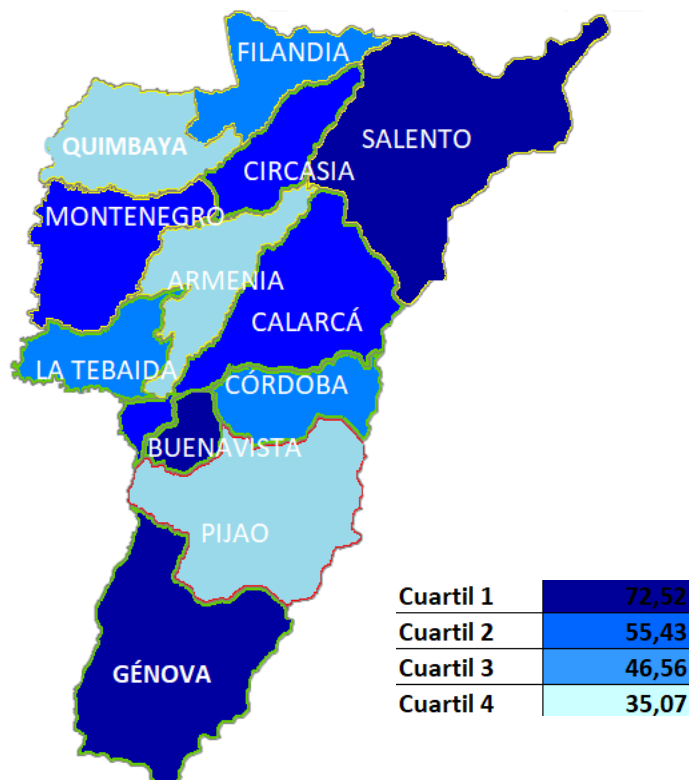 FILANDIA
SALENTO
QUIMBAYA
CIRCASIA
MONTENEGRO
ARMENIA
CALARCÁ
LA TEBAIDA
CÓRDOBA
BUENAVISTA
PIJAO
GÉNOVA
Cuartil 1 72,52
Cuartil 2 55,43
Cuartil 3 46,56
Cuartil 4 35,07